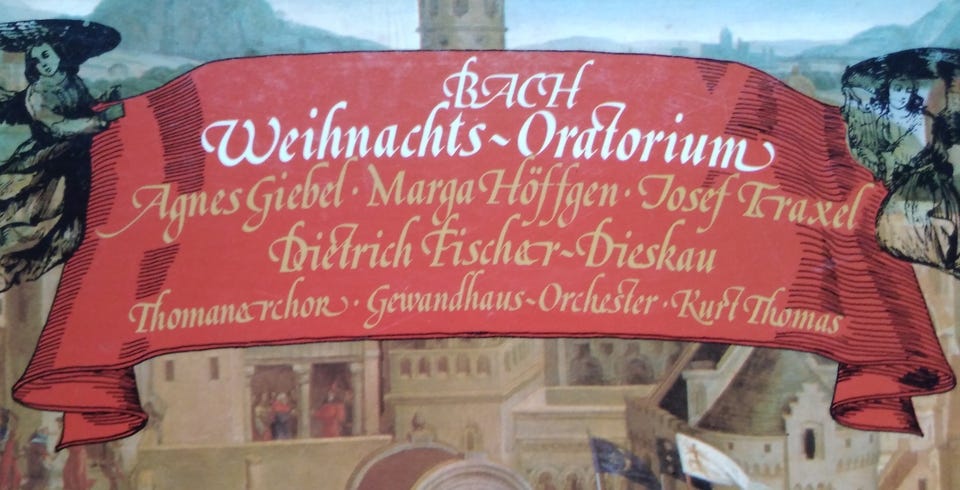 BACH
Weihnachts~Oratorium
Agnes Giebel · Marga Höffgen · Josef Traxel
Dietrich Fischer~Dieskau
Thomanerchor · Gewandhaus~Orchester · Kurt Thomas